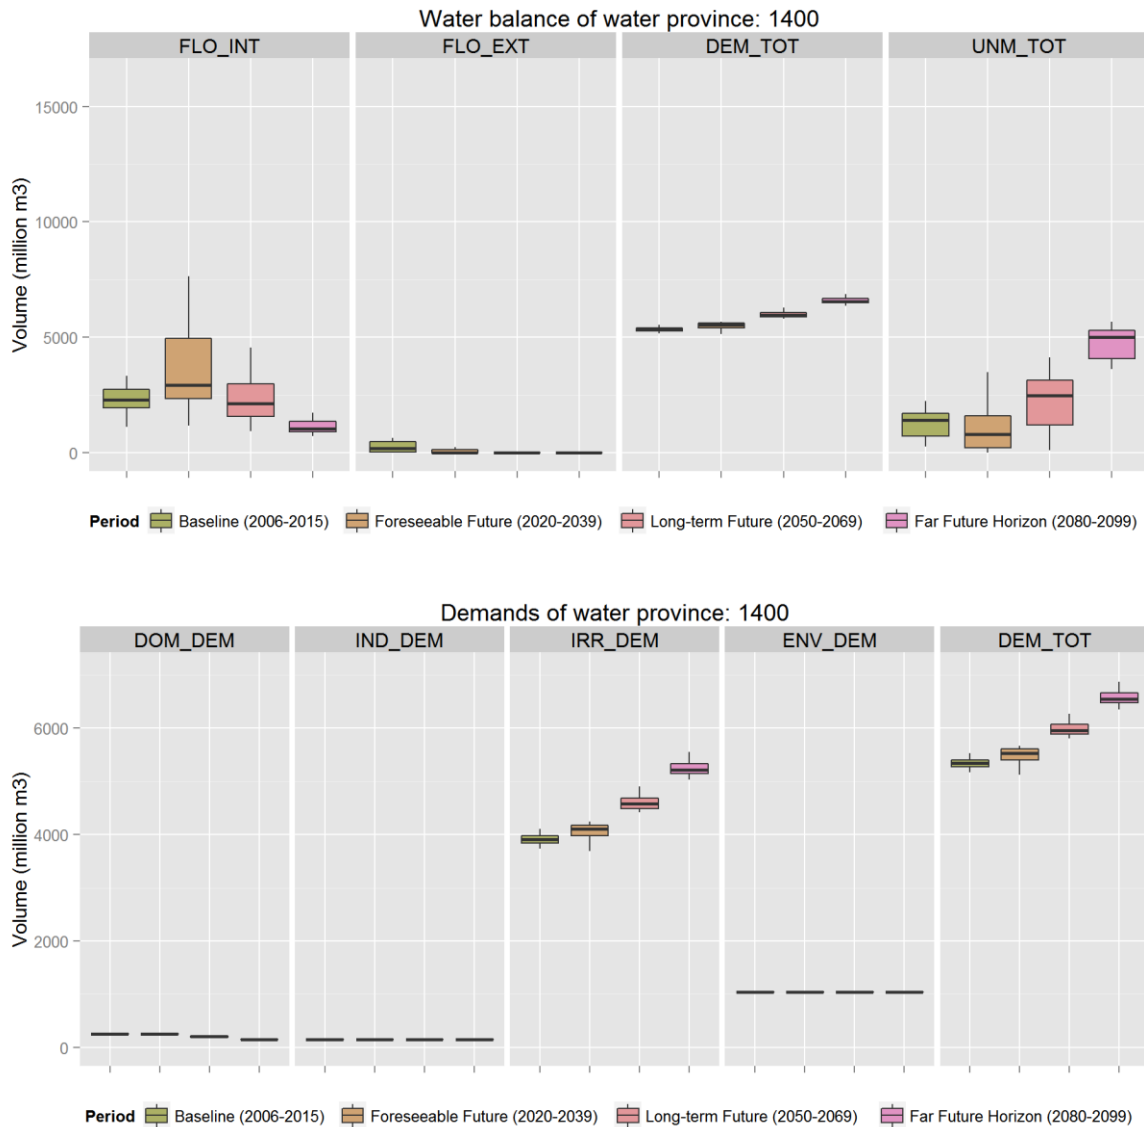 Water balance of water province: 1400
FLO_INT FLO_EXT DEM_TOT UNM_TOT
Volume (million m3)
15000
10000
5000
0
Period Baseline (2006-2015) Foreseeable Future (2020-2039) Long-term Future (2050-2069) Far Future Horizon (2080-2099)
Demands of water province: 1400
DOM_DEM IND_DEM IRR_DEM ENV_DEM DEM_TOT
Volume (million m3)
6000
4000
2000
0
Period Baseline (2006-2015) Foreseeable Future (2020-2039) Long-term Future (2050-2069) Far Future Horizon (2080-2099)